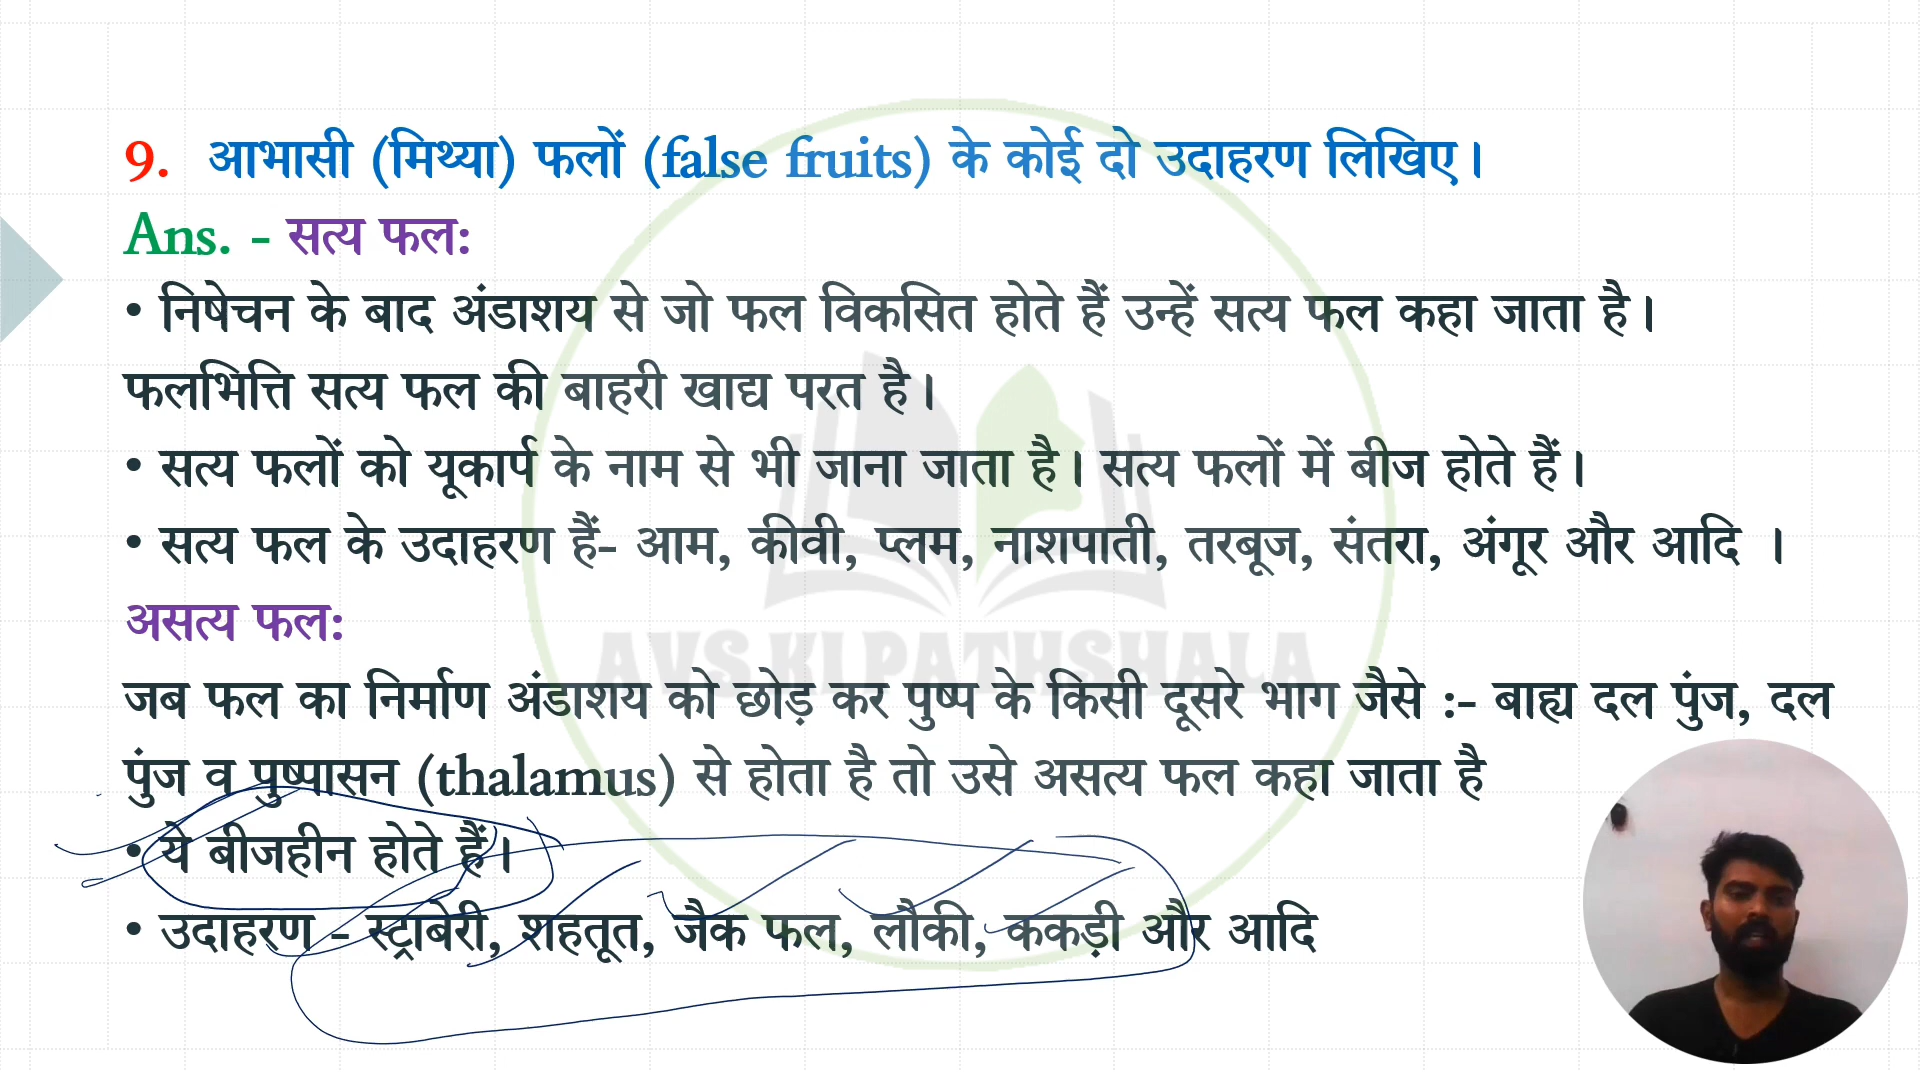 9. आभासी (मिथ्या) फलों (false fruits) के कोई दो उदाहरण लिखिए।
Ans. - सत्य फल:
• निषेचन के बाद अंडाशय से जो फल विकसित होते हैं उन्हें सत्य फल कहा जाता है।
फलभित्ति सत्य फल की बाहरी खाद्य परत है।
• सत्य फलों को यूकार्प के नाम से भी जाना जाता है। सत्य फलों में बीज होते हैं।
• सत्य फल के उदाहरण हैं- आम, कीवी, प्लम, नाशपाती, तरबूज, संतरा, अंगूर और आदि ।
असत्य फल:
AVS KI PATHSHALA
जब फल का निर्माण अंडाशय को छोड़ कर पुष्प के किसी दूसरे भाग जैसे :- बाह्य दल पुंज, दल
पुंज व पुष्पासन (thalamus) से होता है तो उसे असत्य फल कहा जाता है
• ये बीजहीन होते हैं।
• उदाहरण - स्ट्राबेरी, शहतूत, जैक फल, लौकी, ककड़ी और आदि